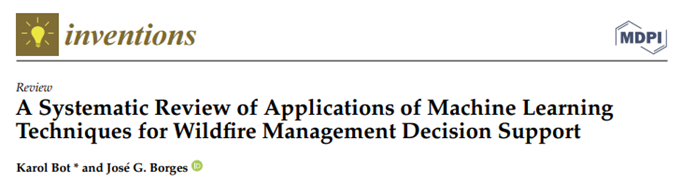 inventions
MDPI
Review
A Systematic Review of Applications of Machine Learning
Techniques for Wildfire Management Decision Support
Karol Bot * and José G. Borges
iD